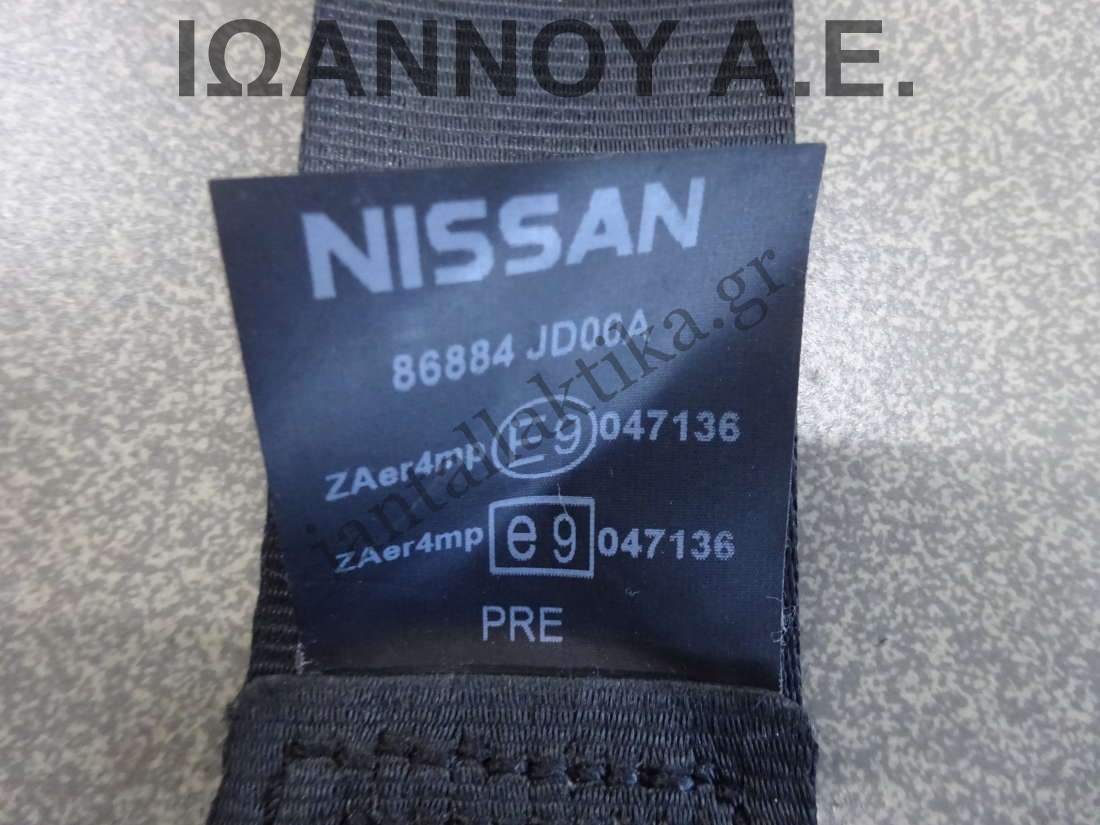 ΙΩΑΝΝΟΥ Α.Ε.
NISSAN
86884 JD06A
ZAer4mp E9 047136
ZAer4mp e9 047136
PRE
iantallaktika.gr